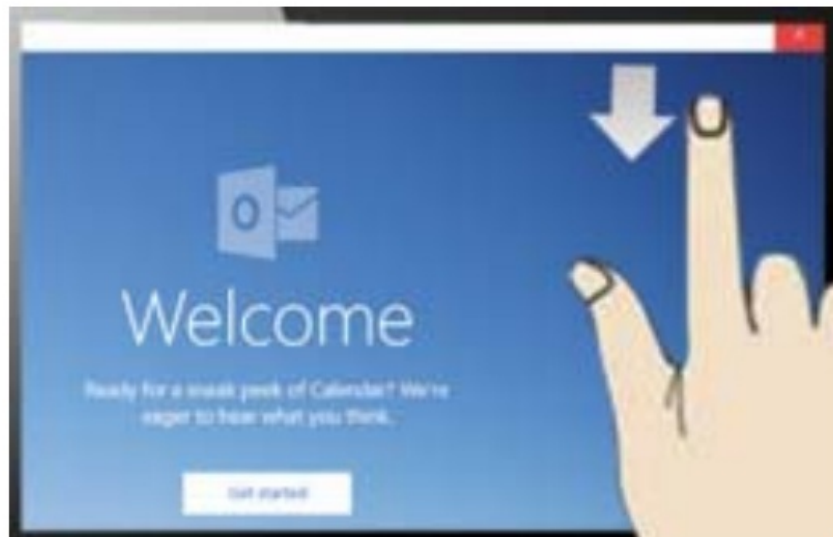 O
Welcome
Ready for a sneak peek of Calendar? We're
eager to hear what you think.
Get started